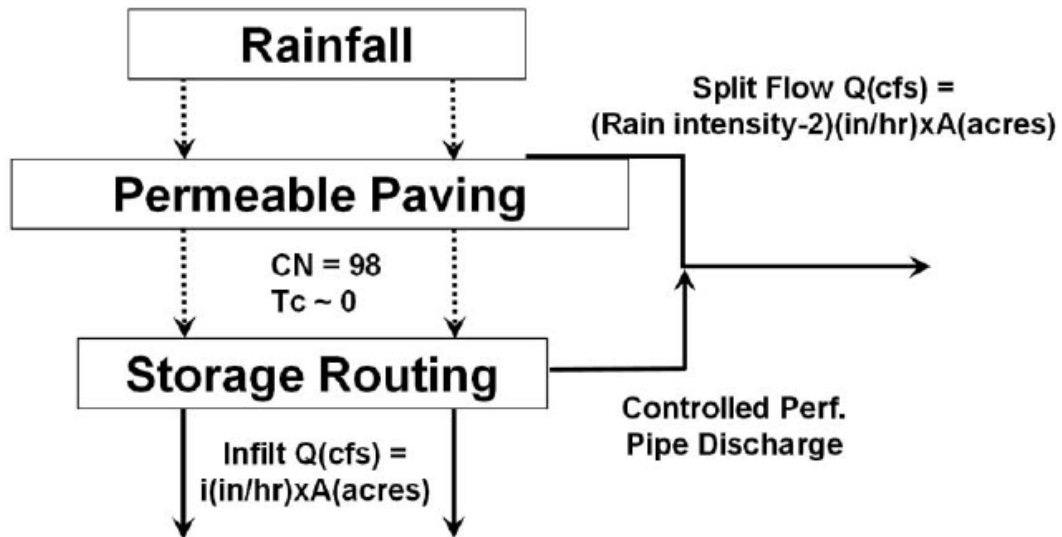 Rainfall
Split Flow Q(cfs) =
(Rain intensity-2)(in/hr)xA(acres)
Permeable Paving
CN = 98
Tc ~ 0
Storage Routing
Controlled Perf.
Pipe Discharge
Infilt Q(cfs) =
i(in/hr)xA(acres)